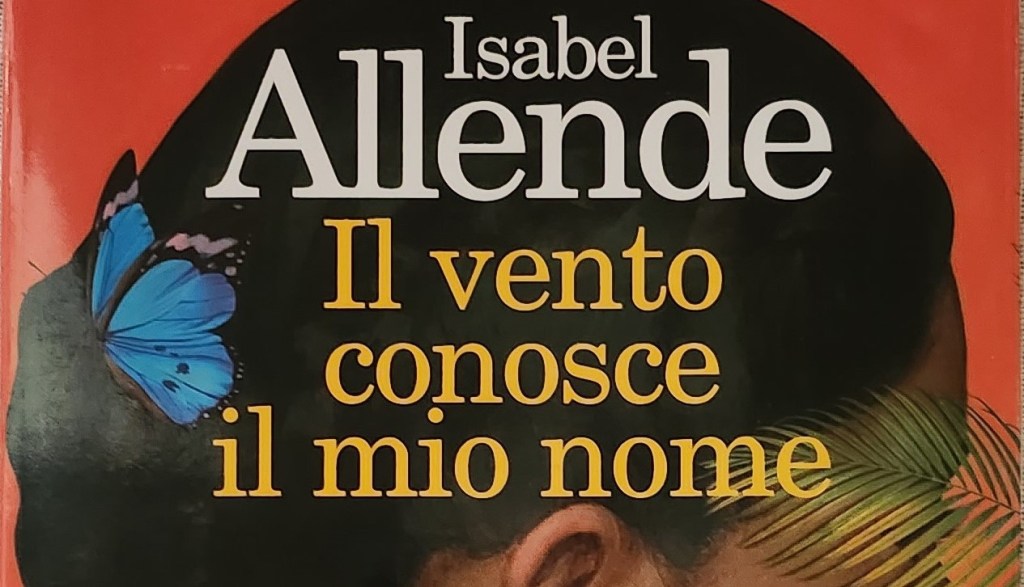 Isabel
Allende
Il vento
conosce
il mio nome